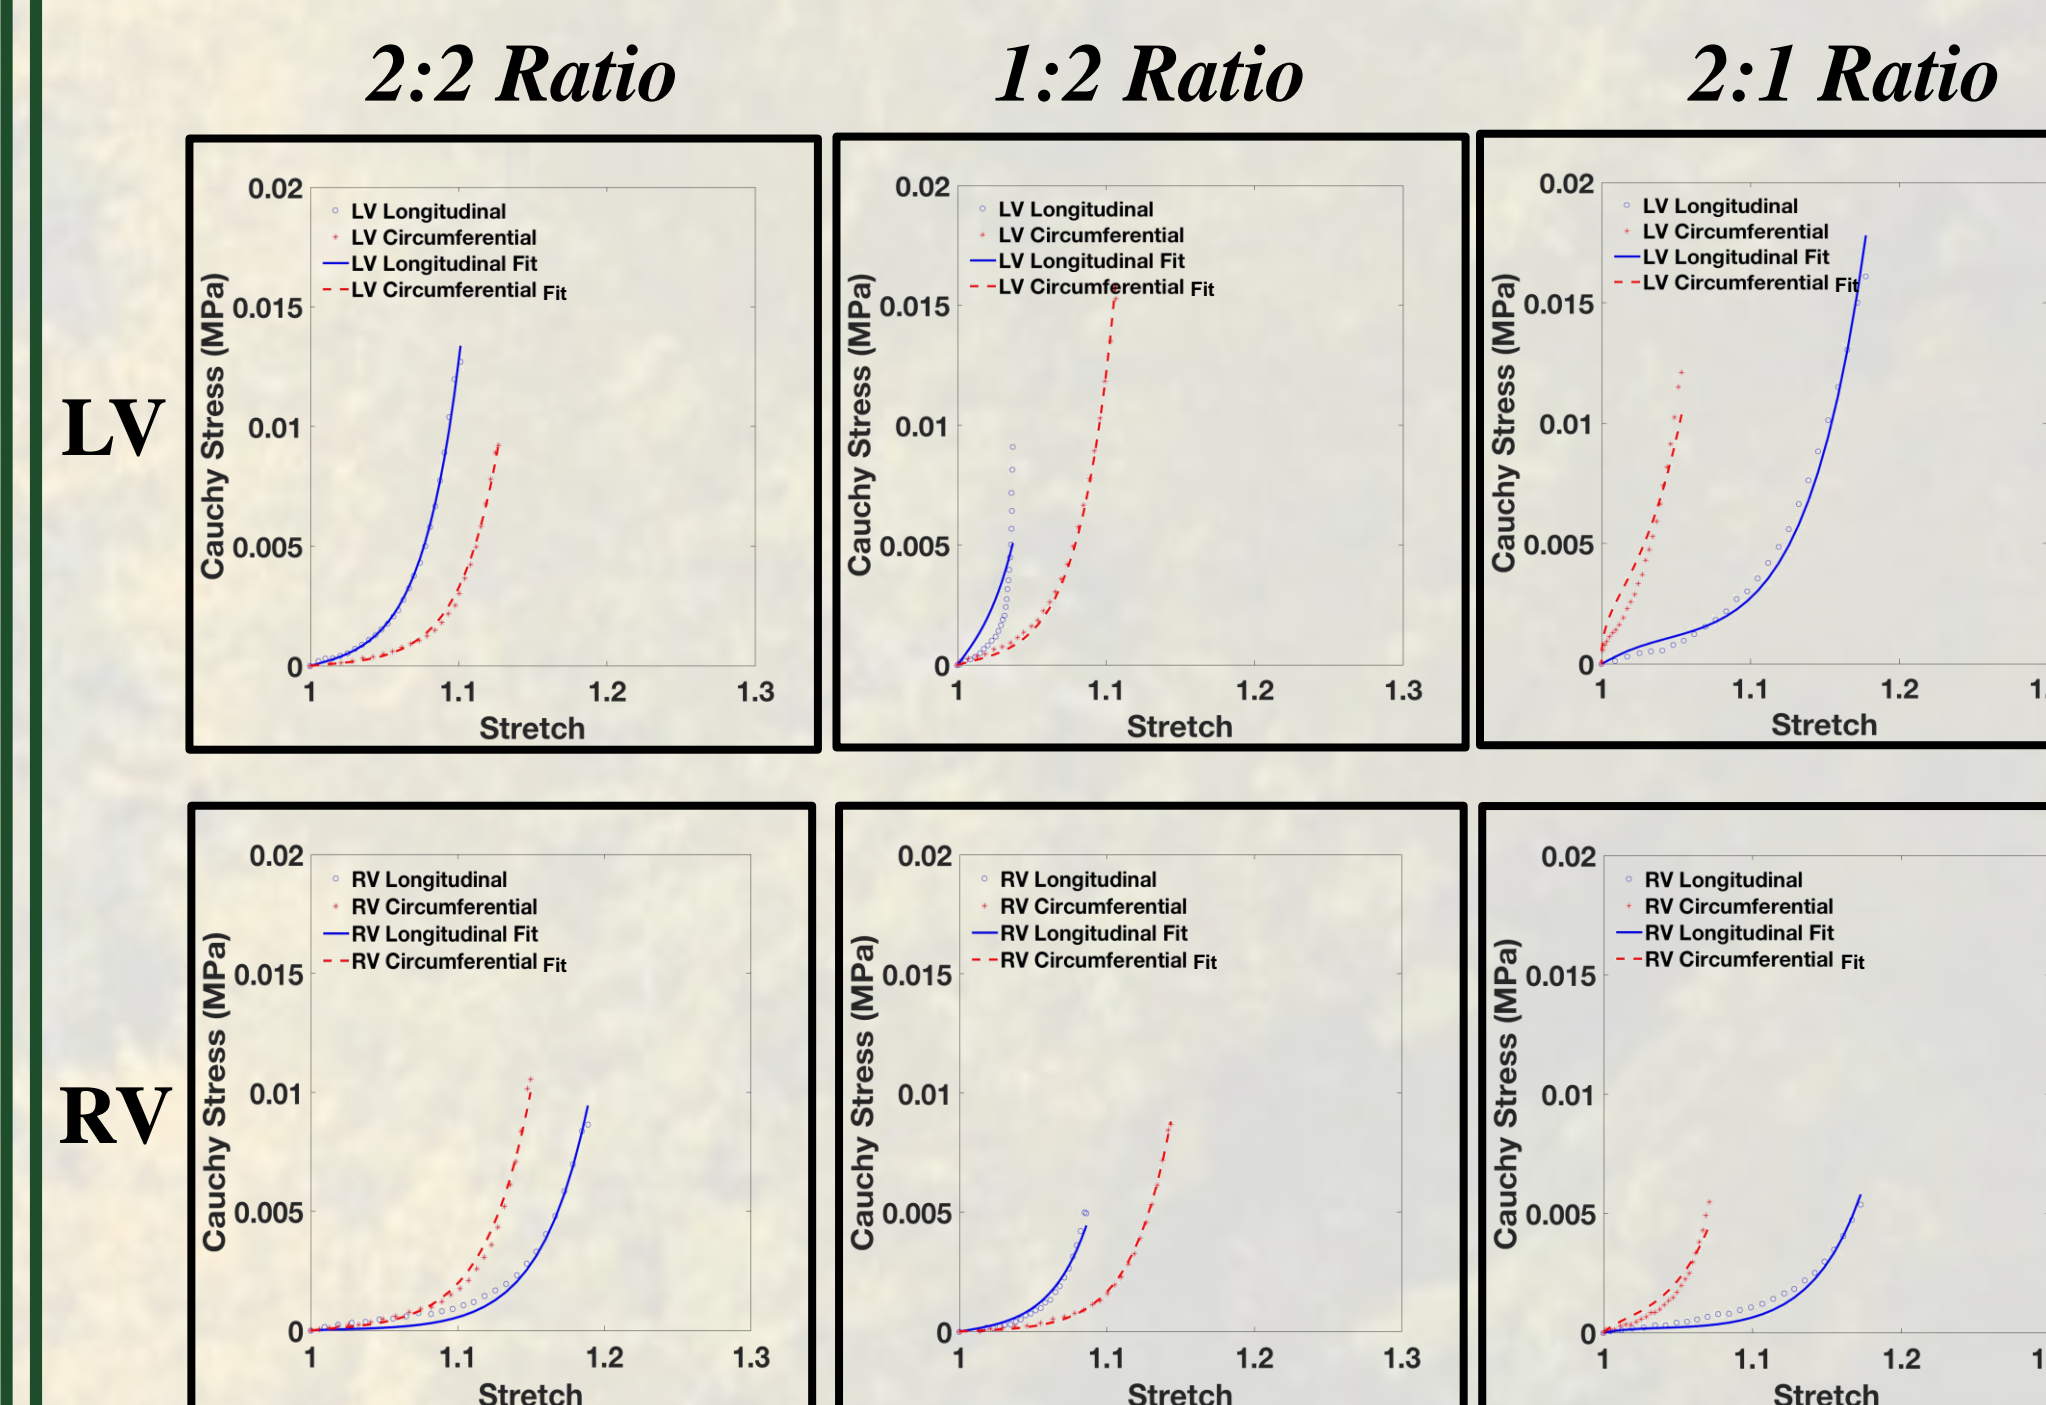 2:2 Ratio
1:2 Ratio
2:1 Ratio
LV
0.02
0.015
0.01
0.005
0
1
1.1
1.2
1.3
Cauchy Stress (MPa)
Stretch
LV Longitudinal
LV Circumferential
LV Longitudinal Fit
LV Circumferential Fit
0.02
0.015
0.01
0.005
0
1
1.1
1.2
1.3
Cauchy Stress (MPa)
Stretch
LV Longitudinal
LV Circumferential
LV Longitudinal Fit
LV Circumferential Fit
0.02
0.015
0.01
0.005
0
1
1.1
1.2
Cauchy Stress (MPa)
Stretch
LV Longitudinal
LV Circumferential
LV Longitudinal Fit
LV Circumferential Fit
RV
0.02
0.015
0.01
0.005
0
1
1.1
1.2
1.3
Cauchy Stress (MPa)
Stretch
RV Longitudinal
RV Circumferential
RV Longitudinal Fit
RV Circumferential Fit
0.02
0.015
0.01
0.005
0
1
1.1
1.2
1.3
Cauchy Stress (MPa)
Stretch
RV Longitudinal
RV Circumferential
RV Longitudinal Fit
RV Circumferential Fit
0.02
0.015
0.01
0.005
0
1
1.1
1.2
Cauchy Stress (MPa)
Stretch
RV Longitudinal
RV Circumferential
RV Longitudinal Fit
RV Circumferential Fit